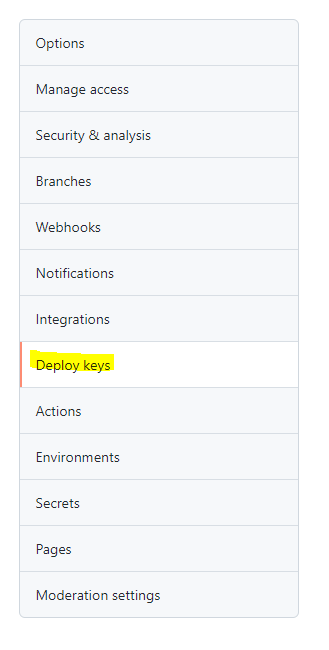 Options
Manage access
Security & analysis
Branches
Webhooks
Notifications
Integrations
Deploy keys
Actions
Environments
Secrets
Pages
Moderation settings